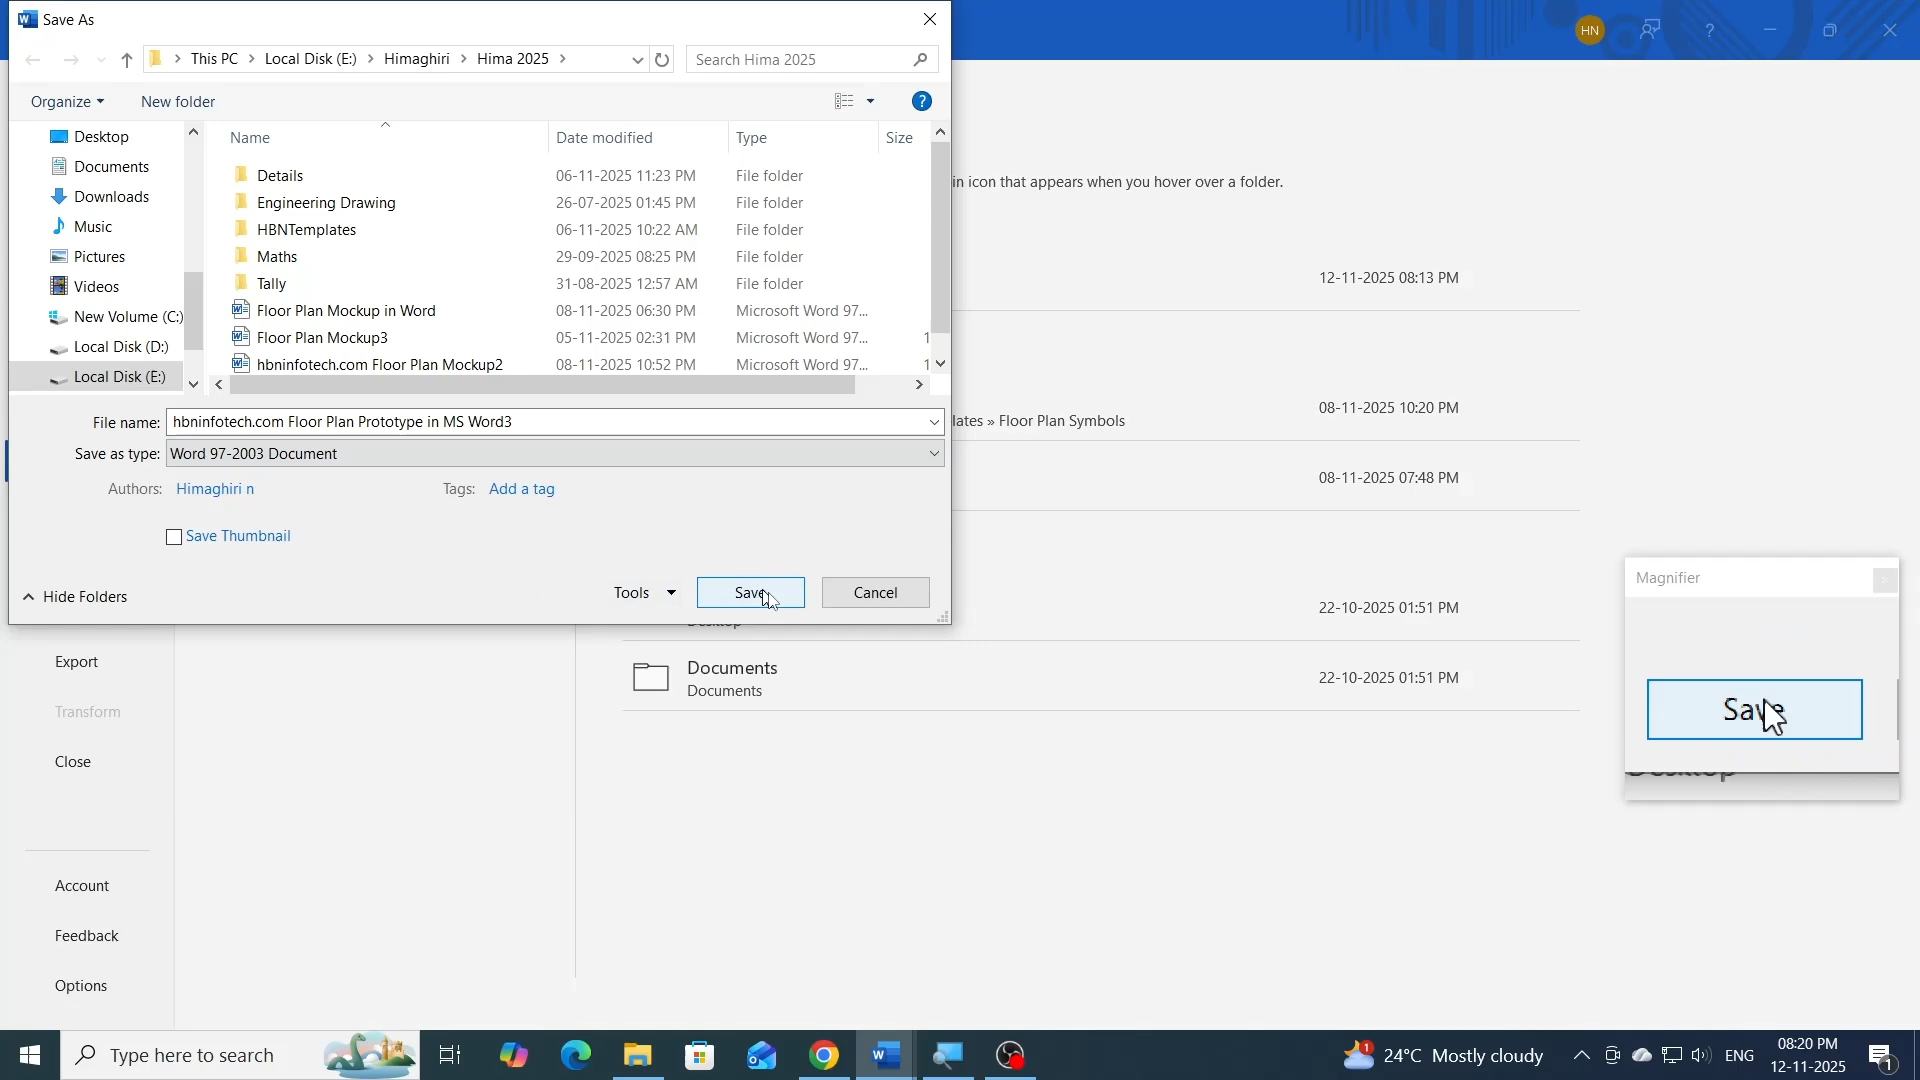 Save As
HN
?
This PC
Local Disk (E:)
Himaghiri
Hima 2025
Search Hima 2025
Organize
New folder
?
Desktop
Documents
Downloads
Music
Pictures
Videos
New Volume (C:)
Local Disk (D:)
Local Disk (E:)
Name Date modified Type Size
Details 06-11-2025 11:23 PM File folder
Engineering Drawing 26-07-2025 01:45 PM File folder
HBNTemplates 06-11-2025 10:22 AM File folder
Maths 29-09-2025 08:25 PM File folder
Tally 31-08-2025 12:57 AM File folder
Floor Plan Mockup in Word 08-11-2025 06:30 PM Microsoft Word 97...
Floor Plan Mockup3 05-11-2025 02:31 PM Microsoft Word 97... 1
hbninfotech.com Floor Plan Mockup2 08-11-2025 10:52 PM Microsoft Word 97... 1
File name: hbninfotech.com Floor Plan Prototype in MS Word3
Save as type: Word 97-2003 Document
Authors: Himaghiri n Tags: Add a tag
Save Thumbnail
Hide Folders
Tools
Save
Cancel
icon that appears when you hover over a folder.
12-11-2025 08:13 PM
08-11-2025 10:20 PM
» Floor Plan Symbols
08-11-2025 07:48 PM
22-10-2025 01:51 PM
Desktop
Documents
Documents
22-10-2025 01:51 PM
Magnifier
Save
Desktop
Export
Transform
Close
Account
Feedback
Options
Type here to search
1
24°C Mostly cloudy
ENG
08:20 PM
12-11-2025
1